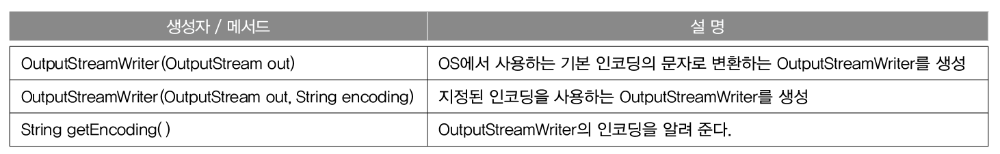 생성자 / 메서드 설 명
OutputStreamWriter(OutputStream out) OS에서 사용하는 기본 인코딩의 문자로 변환하는 OutputStreamWriter를 생성
OutputStreamWriter(OutputStream out, String encoding) 지정된 인코딩을 사용하는 OutputStreamWriter를 생성
String getEncoding( ) OutputStreamWriter의 인코딩을 알려 준다.